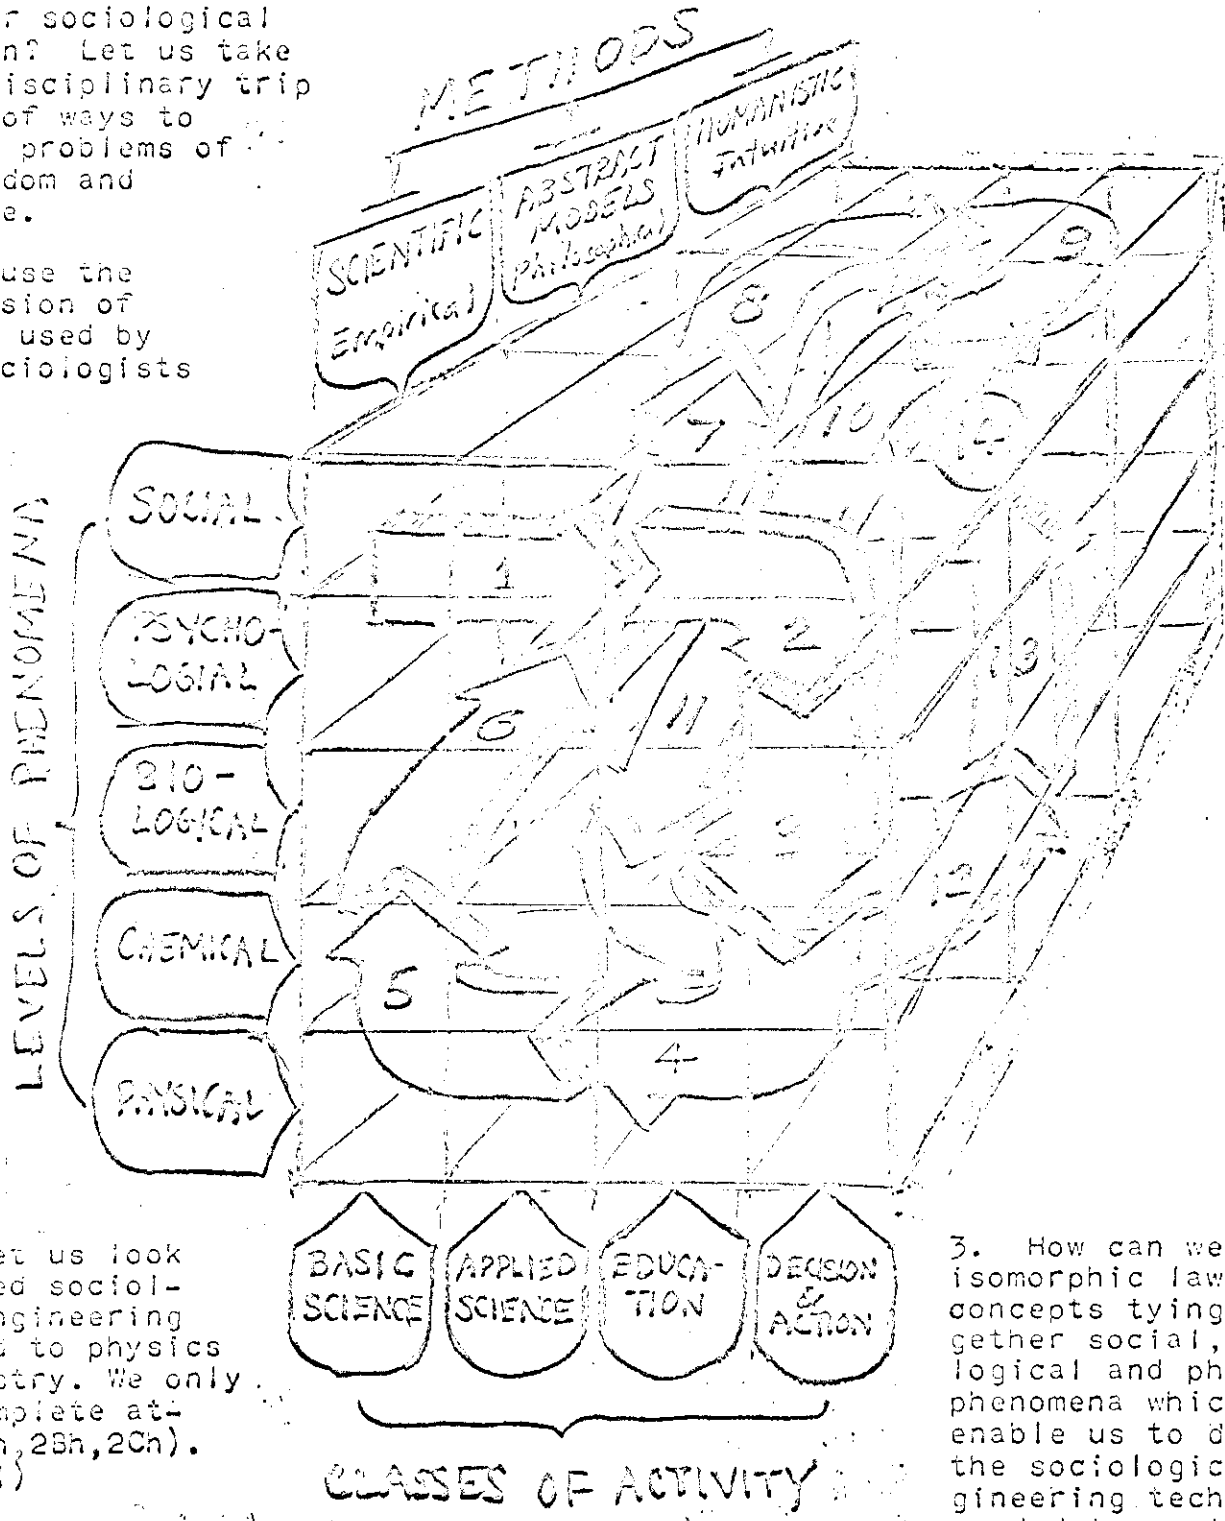 r sociological
n? Let us take
isciplinary trip
of ways to
problems of
dom and
e.
use the
sion of
used by
ciologists
METHODS
SCIENTIFIC
Empirical
ABSTRACT
MODELS
Philosophical
HUMANISTIC
Intuitive
LEVELS OF PHENOMENA
SOCIAL
PSYCHO-
LOGIAL
BIO-
LOGICAL
CHEMICAL
PHYSICAL
8
9
7
10
14
1
2
13
6
11
3
12
5
4
BASIC
SCIENCE
APPLIED
SCIENCE
EDUCA-
TION
DECISION
&
ACTION
CLASSES OF ACTIVITY
et us look
ed sociol-
ngineering
d to physics
stry. We only
mplete at-
h,2Bh,2Ch).
)
3. How can we
isomorphic law
concepts tying
gether social,
logical and ph
phenomena whic
enable us to d
the sociologic
gineering tech